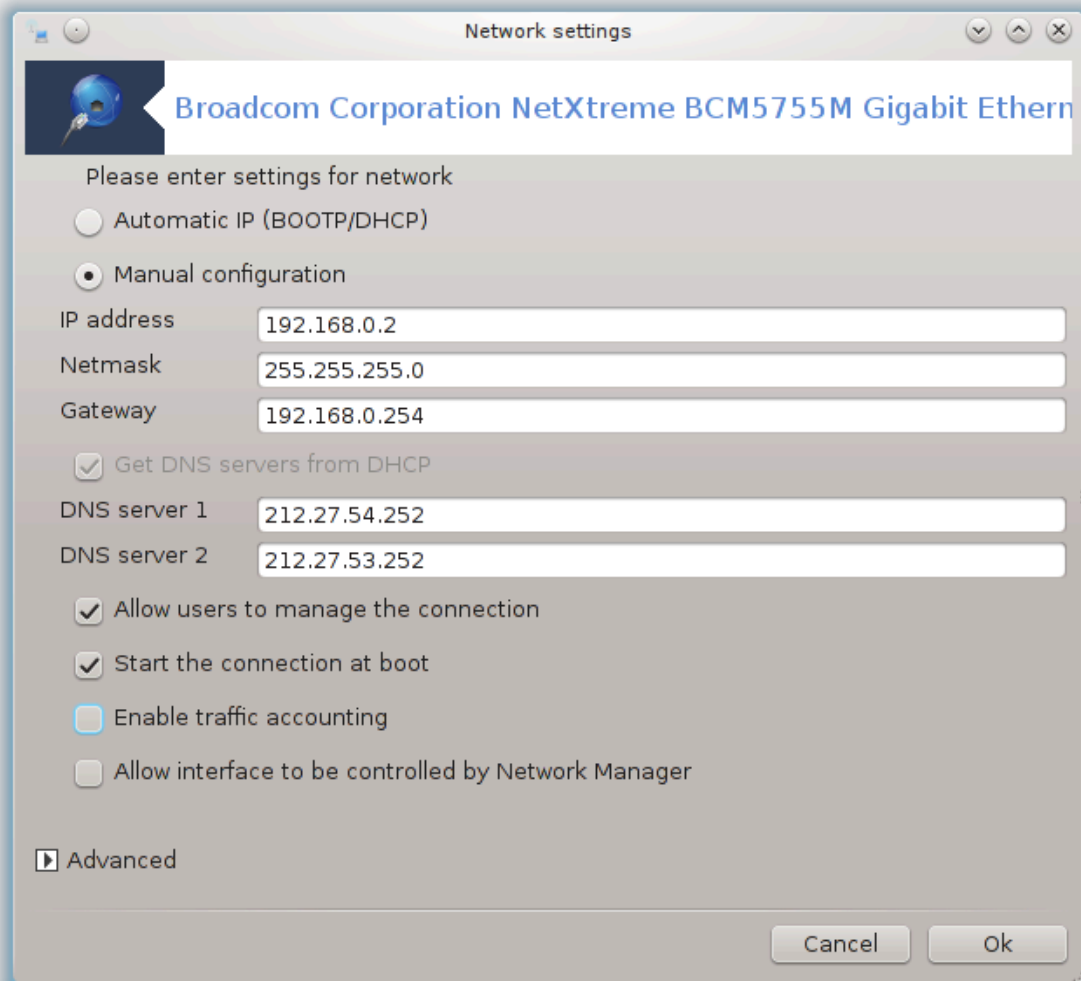 Network settings
Broadcom Corporation NetXtreme BCM5755M Gigabit Ethern
Please enter settings for network
Automatic IP (BOOTP/DHCP)
Manual configuration
IP address 192.168.0.2
Netmask 255.255.255.0
Gateway 192.168.0.254
Get DNS servers from DHCP
DNS server 1 212.27.54.252
DNS server 2 212.27.53.252
Allow users to manage the connection
Start the connection at boot
Enable traffic accounting
Allow interface to be controlled by Network Manager
Advanced
Cancel Ok